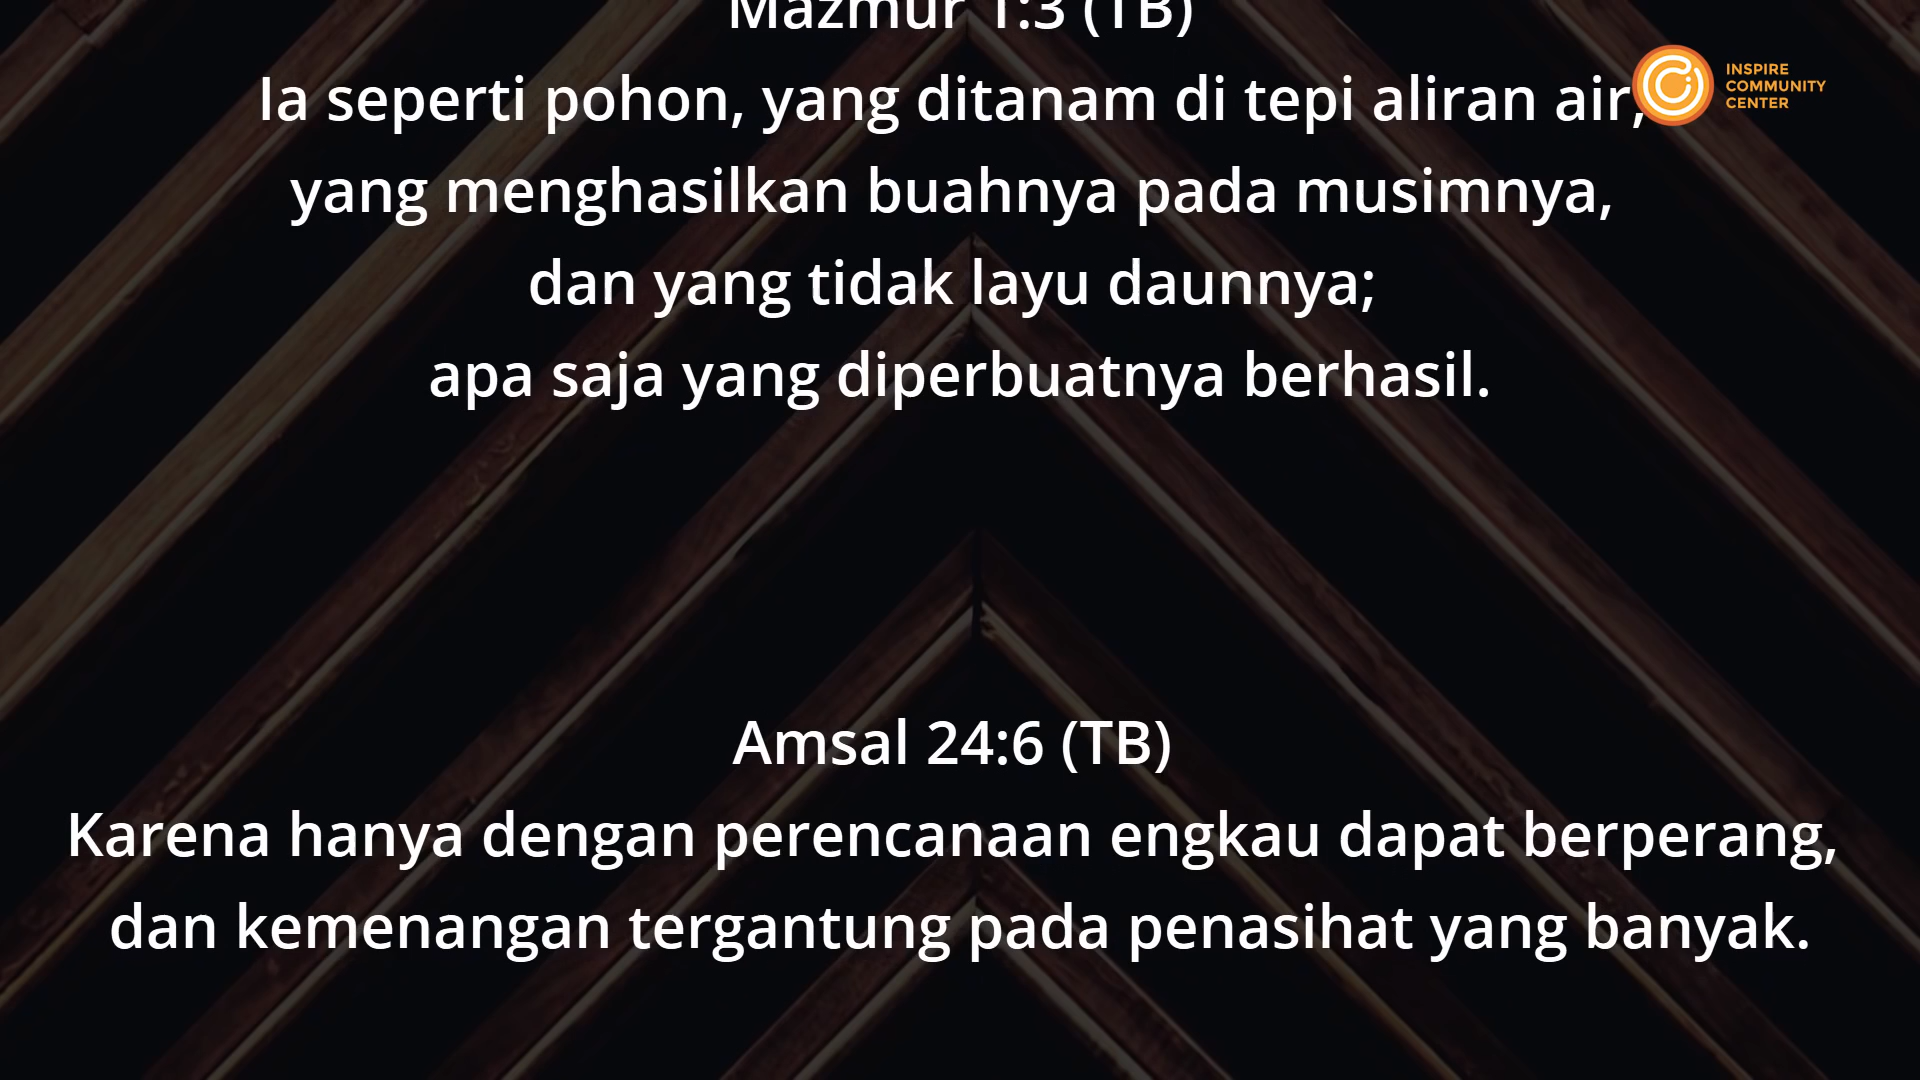 Mazmur 1:3 (TB)
Ia seperti pohon, yang ditanam di tepi aliran air,
yang menghasilkan buahnya pada musimnya,
dan yang tidak layu daunnya;
apa saja yang diperbuatnya berhasil.
INSPIRE
COMMUNITY
CENTER
Amsal 24:6 (TB)
Karena hanya dengan perencanaan engkau dapat berperang,
dan kemenangan tergantung pada penasihat yang banyak.